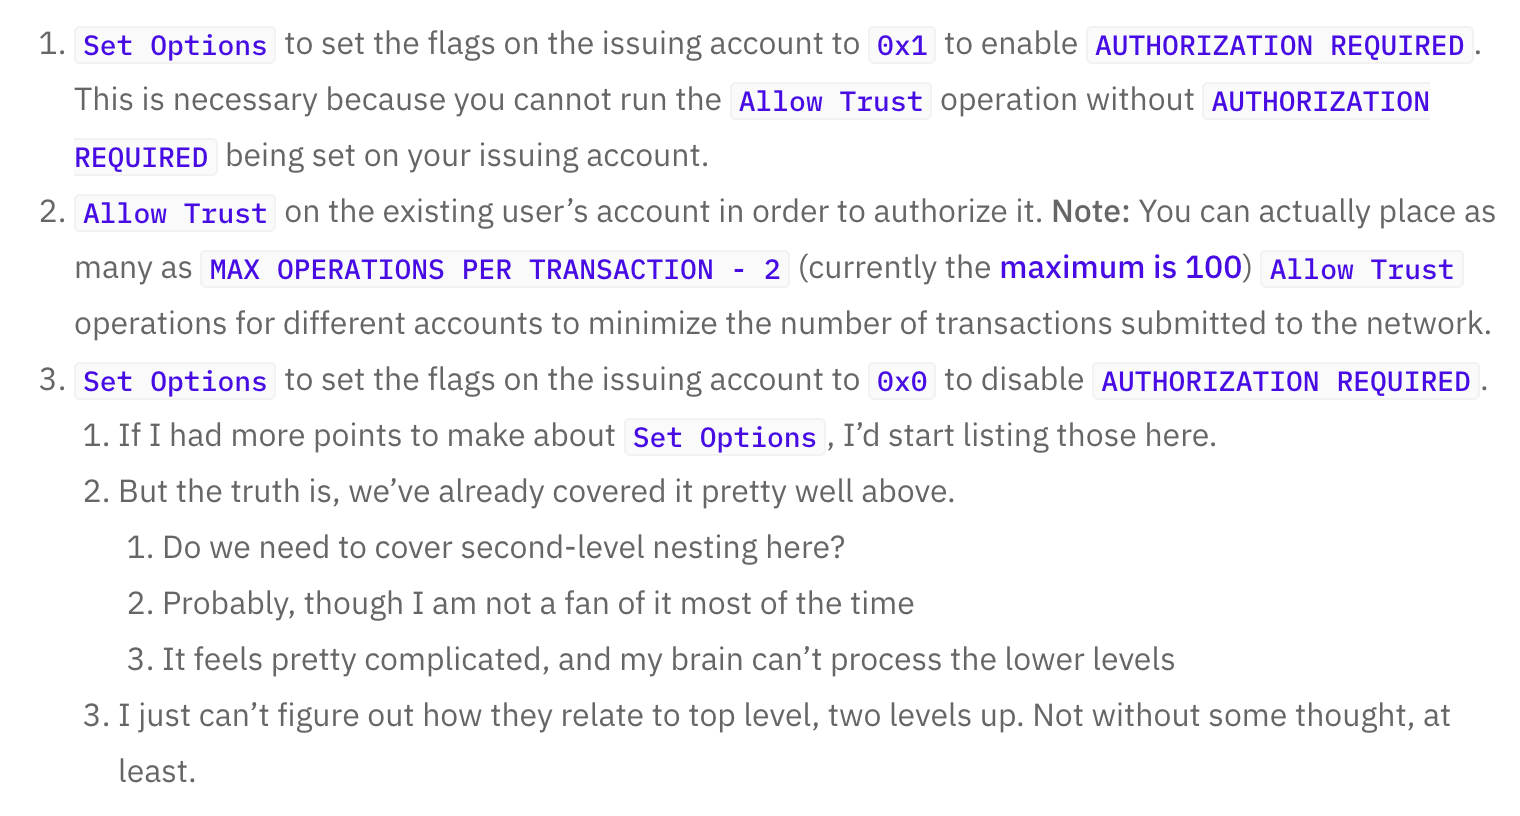 1. Set Options to set the flags on the issuing account to 0x1 to enable AUTHORIZATION REQUIRED.
This is necessary because you cannot run the Allow Trust operation without AUTHORIZATION
REQUIRED being set on your issuing account.
2. Allow Trust on the existing user’s account in order to authorize it. Note: You can actually place as
many as MAX OPERATIONS PER TRANSACTION - 2 (currently the maximum is 100) Allow Trust
operations for different accounts to minimize the number of transactions submitted to the network.
3. Set Options to set the flags on the issuing account to 0x0 to disable AUTHORIZATION REQUIRED.
1. If I had more points to make about Set Options, I’d start listing those here.
2. But the truth is, we’ve already covered it pretty well above.
1. Do we need to cover second-level nesting here?
2. Probably, though I am not a fan of it most of the time
3. It feels pretty complicated, and my brain can’t process the lower levels
3. I just can’t figure out how they relate to top level, two levels up. Not without some thought, at
least.